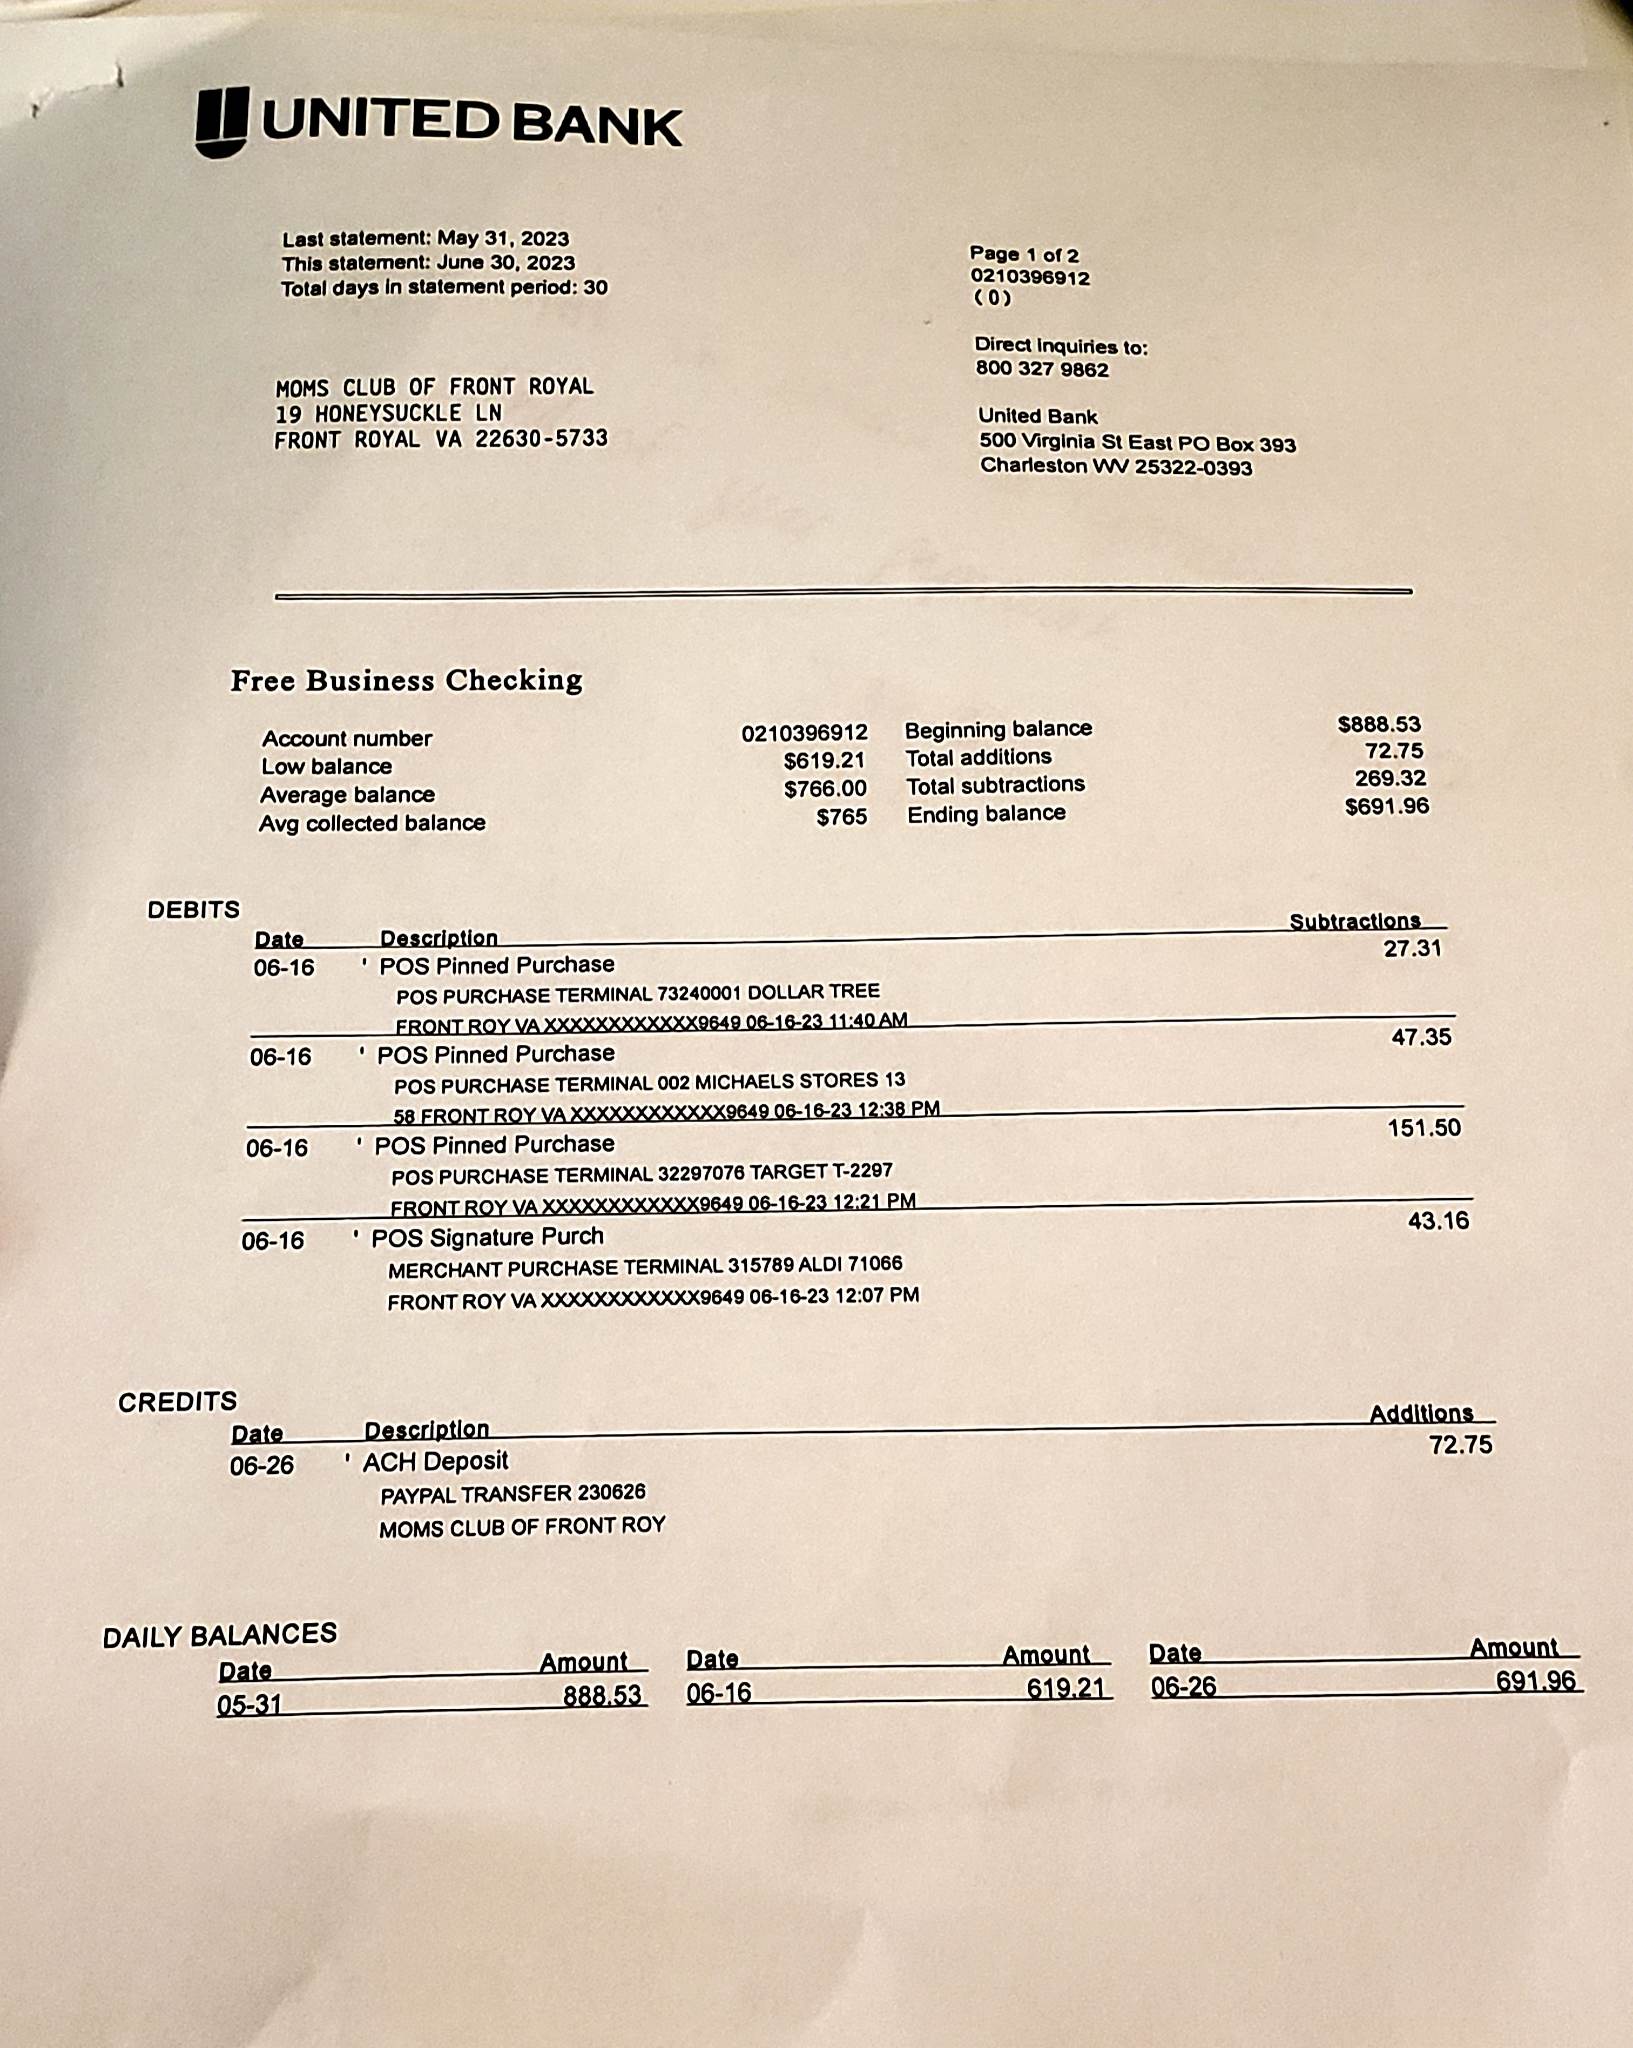 UNITED BANK
Last statement: May 31, 2023
This statement: June 30, 2023
Total days in statement period: 30
Page 1 of 2
0210396912
(0)
Direct Inquiries to:
800 327 9862
United Bank
500 Virginia St East PO Box 393
Charleston WV 25322-0393
MOMS CLUB OF FRONT ROYAL
19 HONEYSUCKLE LN
FRONT ROYAL VA 22630-5733
Free Business Checking
Account number 0210396912 Beginning balance $888.53
Low balance $619.21 Total additions 72.75
Average balance $766.00 Total subtractions 269.32
Avg collected balance $765 Ending balance $691.96
DEBITS
Date Description Subtractions
06-16 ' POS Pinned Purchase 27.31
POS PURCHASE TERMINAL 73240001 DOLLAR TREE
FRONT ROY VA XXXXXXXXXXXX9649 06-16-23 11:40 AM
06-16 ' POS Pinned Purchase 47.35
POS PURCHASE TERMINAL 002 MICHAELS STORES 13
58 FRONT ROY VA XXXXXXXXXXXX9649 06-16-23 12:38 PM
06-16 ' POS Pinned Purchase 151.50
POS PURCHASE TERMINAL 32297076 TARGET T-2297
FRONT ROY VA XXXXXXXXXXXX9649 06-16-23 12:21 PM
06-16 ' POS Signature Purch 43.16
MERCHANT PURCHASE TERMINAL 315789 ALDI 71066
FRONT ROY VA XXXXXXXXXXXX9649 06-16-23 12:07 PM
CREDITS
Date Description Additions
06-26 ' ACH Deposit 72.75
PAYPAL TRANSFER 230626
MOMS CLUB OF FRONT ROY
DAILY BALANCES
Date Amount Date Amount Date Amount
05-31 888.53 06-16 619.21 06-26 691.96